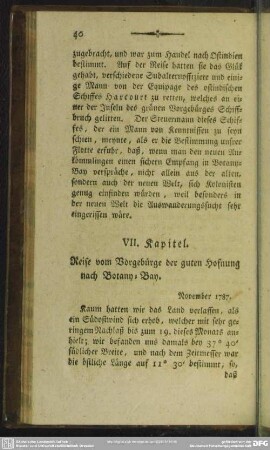 40
zugebracht, und war zum Handel nach Ostindien
bestimmt. Auf der Reise hatten sie das Glük
gehabt, verschiedene Subalternoffiziere und eini-
ge Mann von der Equipage des ostindischen
Schiffes Harcourt zu retten, welches an ei-
ner der Inseln des grünen Vorgebürges Schiff-
bruch gelitten. Der Steuermann dieses Schif-
fes, der ein Mann von Kenntnissen zu seyn
schien, meynte, als er die Bestimmung unsrer
Flotte erfuhr, daß, wenn man den neuen An-
kömmlingen einen sichern Empfang in Botany-
Bay verspräche, nicht allein aus der alten,
sondern auch der neuen Welt, sich Kolonisten
genug einfinden würden, weil besonders in
der neuen Welt die Auswanderungssucht sehr
eingerissen wäre.
VII. Kapitel.
Reise vom Vorgebürge der guten Hofnung
nach Botany-Bay.
November 1787.
Kaum hatten wir das Land verlassen, als
ein Südostwind sich erhob, welcher mit sehr ge-
ringem Nachlaß bis zum 19. dieses Monats an-
hielt; wir befanden uns damals bey 37° 40′
südlicher Breite, und nach dem Zeitmesser war
die östliche Länge auf 11° 30′ bestimmt, so,
daß